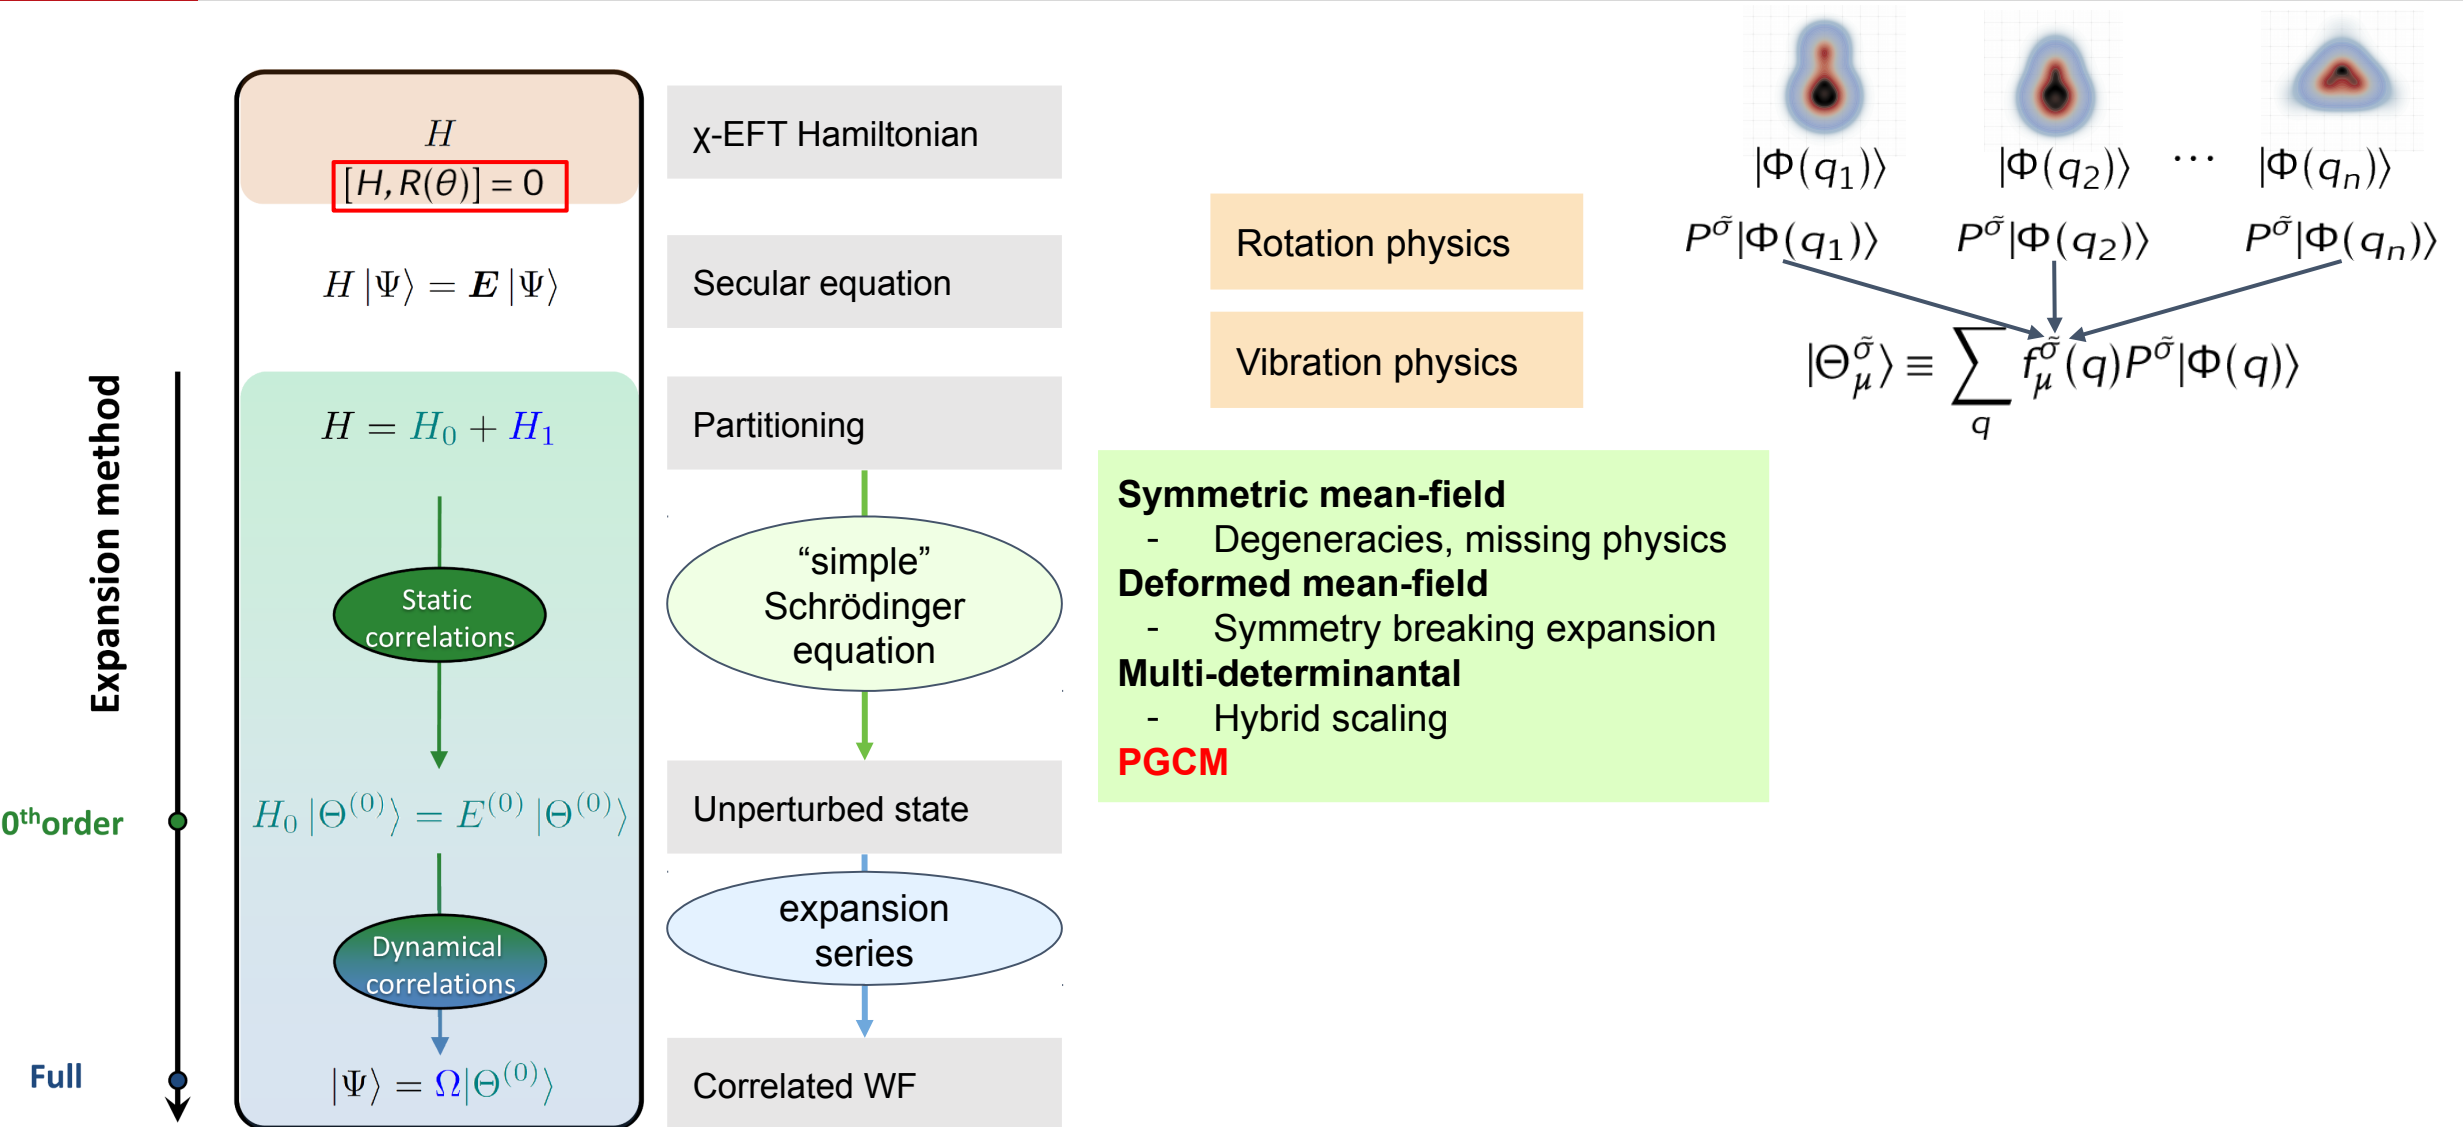 H
[H, R(θ)] = 0
H |Ψ⟩ = E |Ψ⟩
H = H₀ + H₁
Static
correlations
H₀ |Θ⁽⁰⁾⟩ = E⁽⁰⁾ |Θ⁽⁰⁾⟩
Dynamical
correlations
|Ψ⟩ = Ω|Θ⁽⁰⁾⟩
Expansion method
0ᵗʰorder
Full
χ-EFT Hamiltonian
Secular equation
Partitioning
“simple”
Schrödinger
equation
Unperturbed state
expansion
series
Correlated WF
Rotation physics
Vibration physics
Symmetric mean-field
- Degeneracies, missing physics
Deformed mean-field
- Symmetry breaking expansion
Multi-determinantal
- Hybrid scaling
PGCM
|Φ(q₁)⟩ |Φ(q₂)⟩ ⋯ |Φ(qₙ)⟩
P^σ̃|Φ(q₁)⟩ P^σ̃|Φ(q₂)⟩ P^σ̃|Φ(qₙ)⟩
|Θ_μ^σ̃⟩ ≡ ∑_q f_μ^σ̃(q)P^σ̃|Φ(q)⟩